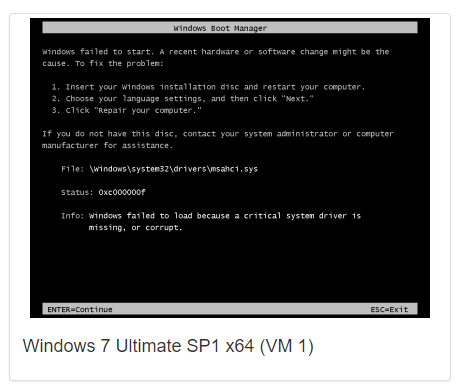 Windows Boot Manager
Windows failed to start. A recent hardware or software change might be the
cause. To fix the problem:
1. Insert your Windows installation disc and restart your computer.
2. Choose your language settings, and then click "Next."
3. Click "Repair your computer."
If you do not have this disc, contact your system administrator or computer
manufacturer for assistance.
File: \Windows\system32\drivers\msahci.sys
Status: 0xc000000f
Info: Windows failed to load because a critical system driver is
missing, or corrupt.
ENTER=Continue ESC=Exit
Windows 7 Ultimate SP1 x64 (VM 1)